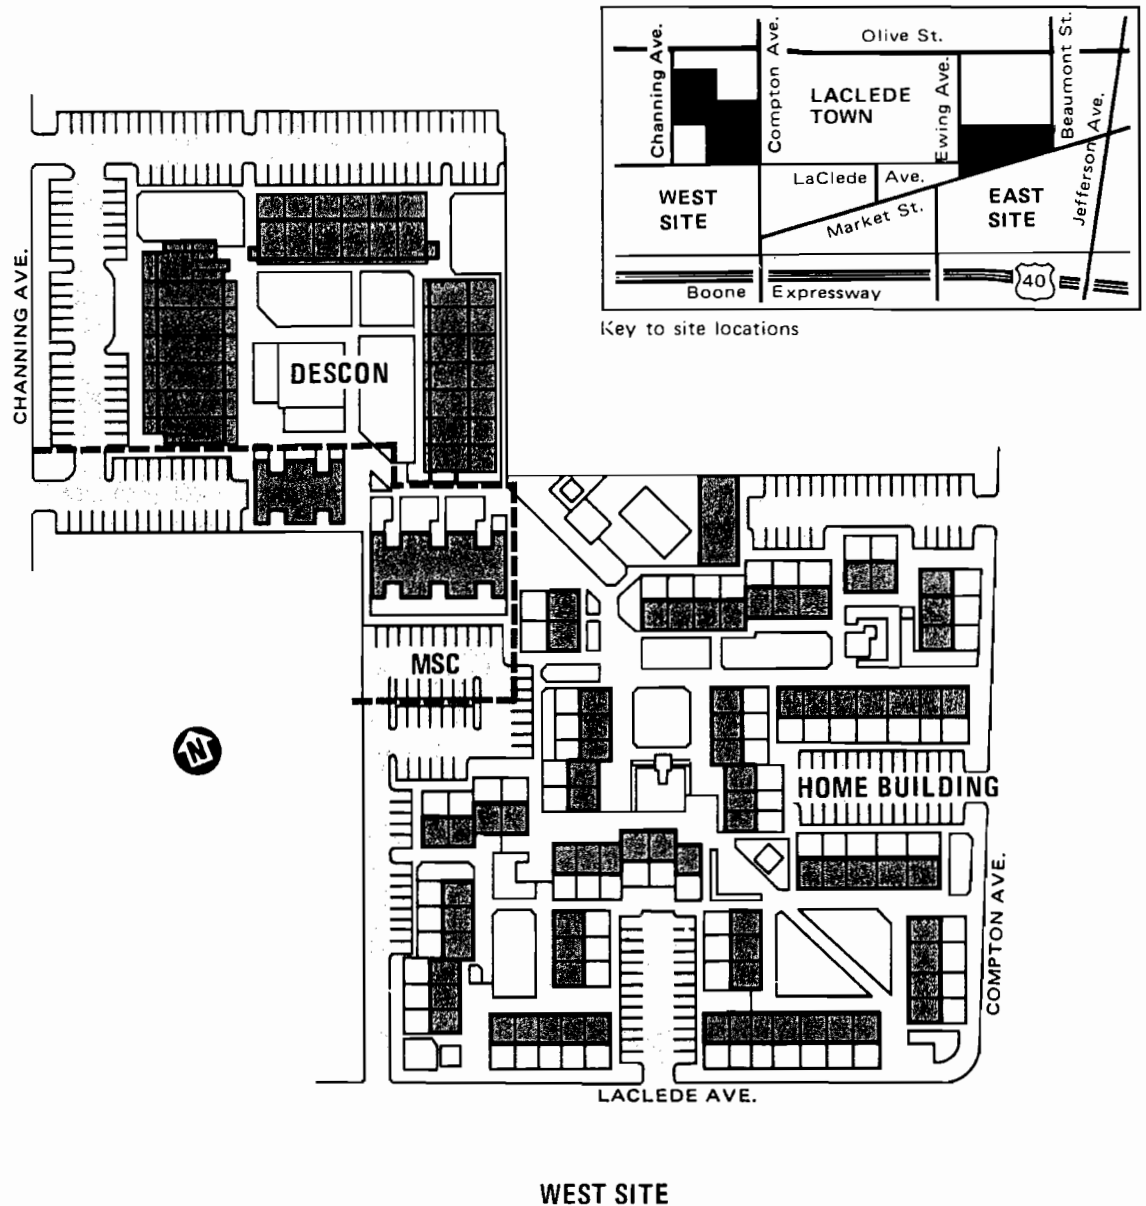 Channing Ave.
Compton Ave.
Olive St.
Beaumont St.
LACLEDE
TOWN
Ewing Ave.
Jefferson Ave.
LaClede Ave.
WEST
SITE
EAST
SITE
Market St.
40
Boone Expressway
Key to site locations
CHANNING AVE.
DESCON
MSC
N
HOME BUILDING
COMPTON AVE.
LACLEDE AVE.
WEST SITE